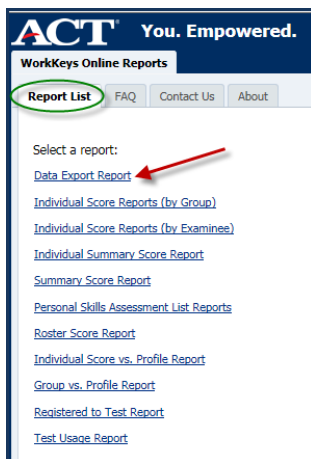 ACT® You. Empowered.
WorkKeys Online Reports
Report List FAQ Contact Us About
Select a report:
Data Export Report
Individual Score Reports (by Group)
Individual Score Reports (by Examinee)
Individual Summary Score Report
Summary Score Report
Personal Skills Assessment List Reports
Roster Score Report
Individual Score vs. Profile Report
Group vs. Profile Report
Registered to Test Report
Test Usage Report